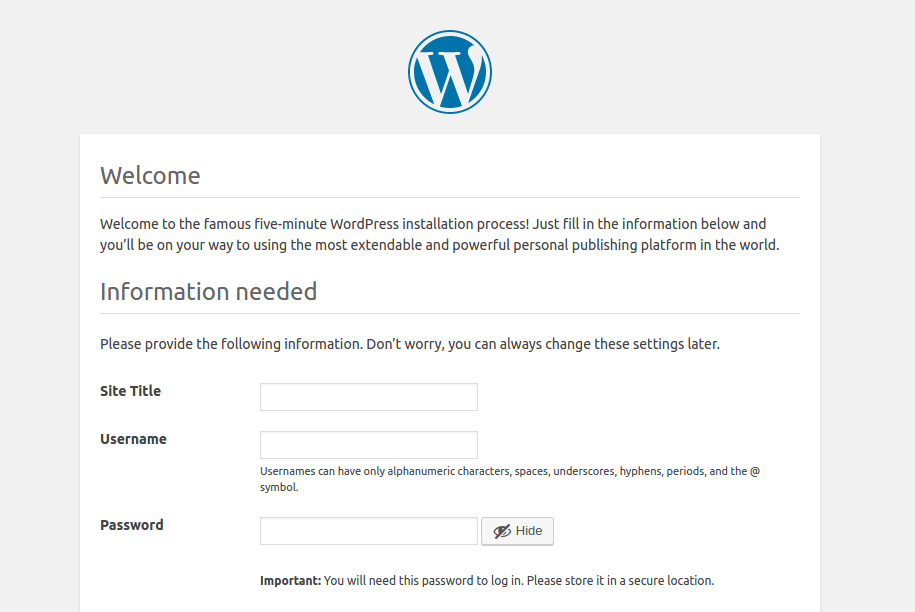 Welcome
Welcome to the famous five-minute WordPress installation process! Just fill in the information below and
you’ll be on your way to using the most extendable and powerful personal publishing platform in the world.
Information needed
Please provide the following information. Don’t worry, you can always change these settings later.
Site Title
Username
Usernames can have only alphanumeric characters, spaces, underscores, hyphens, periods, and the @
symbol.
Password
Hide
Important: You will need this password to log in. Please store it in a secure location.